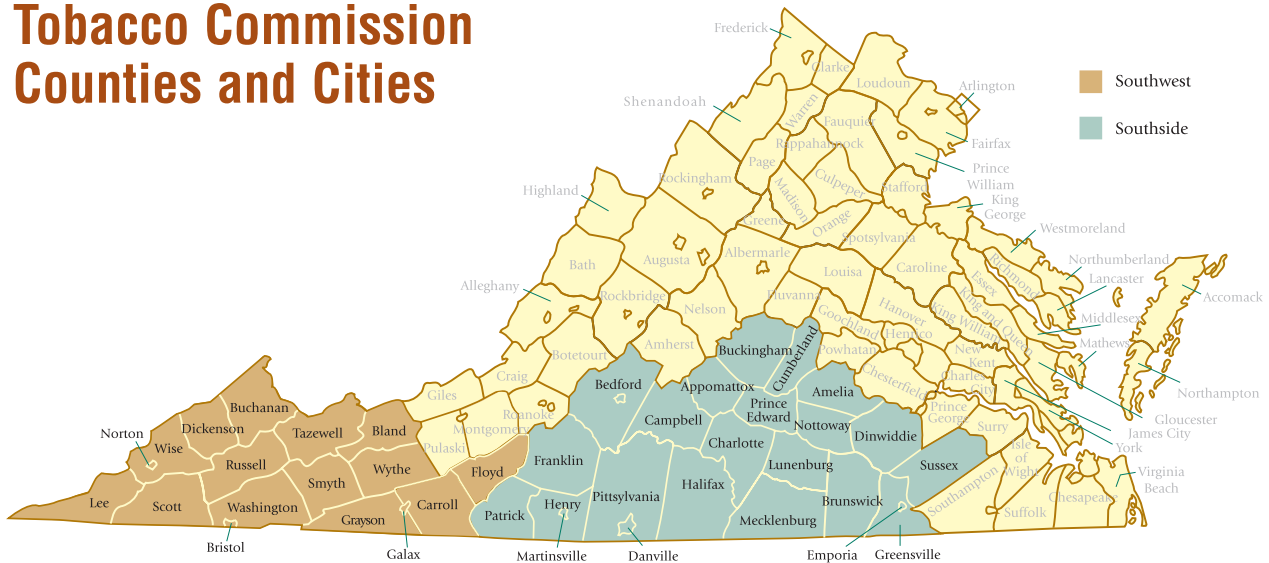 Tobacco Commission
Counties and Cities
Southwest
Southside
Frederick
Clarke
Loudoun
Arlington
Shenandoah
Warren
Fauquier
Fairfax
Rappahannock
Page
Prince
William
Rockingham
Culpeper
Stafford
Highland
Madison
King
George
Greene
Orange
Westmoreland
Spotsylvania
Albermarle
Augusta
Bath
Louisa
Caroline
Richmond
Northumberland
Essex
Lancaster
Alleghany
Rockbridge
Fluvanna
Accomack
Nelson
Hanover
King and Queen
King William
Goochland
Middlesex
Henrico
Mathews
Amherst
Buckingham
Cumberland
Powhatan
New
Kent
Botetourt
Craig
Charles
City
Chesterfield
Northampton
Bedford
Appomattox
Amelia
Giles
Prince
Edward
Prince
George
Gloucester
James City
York
Roanoke
Campbell
Nottoway
Surry
Buchanan
Montgomery
Dickenson
Tazewell
Bland
Norton
Wise
Pulaski
Charlotte
Dinwiddie
Isle
of
Wight
Russell
Wythe
Floyd
Franklin
Lunenburg
Sussex
Southampton
Virginia
Beach
Smyth
Halifax
Pittsylvania
Chesapeake
Lee
Scott
Washington
Carroll
Henry
Patrick
Brunswick
Suffolk
Grayson
Mecklenburg
Bristol
Galax
Martinsville
Danville
Emporia
Greensville